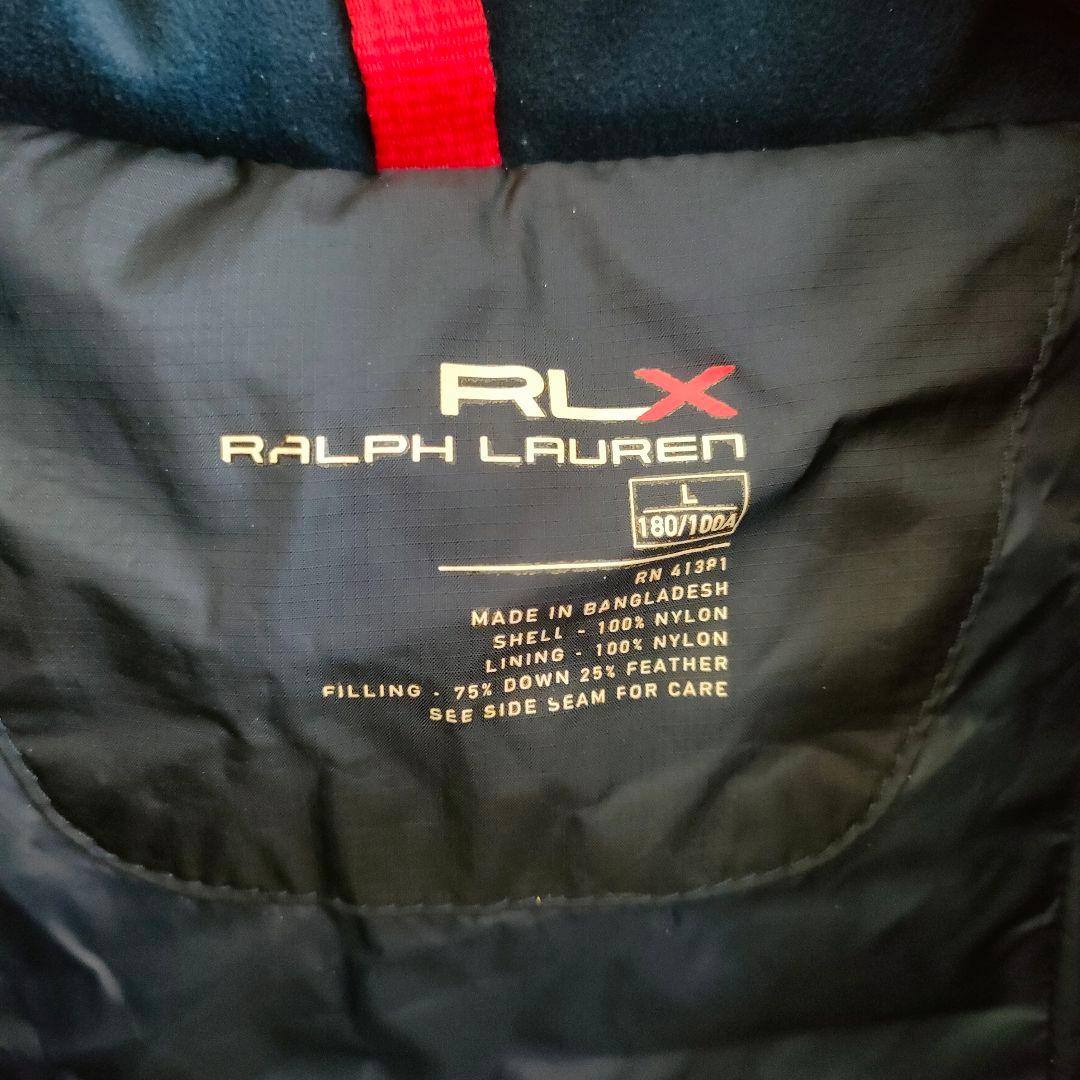 RLX
RALPH LAUREN
L
180/100A
RN 41381
MADE IN BANGLADESH
SHELL - 100% NYLON
LINING - 100% NYLON
FILLING - 75% DOWN 25% FEATHER
SEE SIDE SEAM FOR CARE